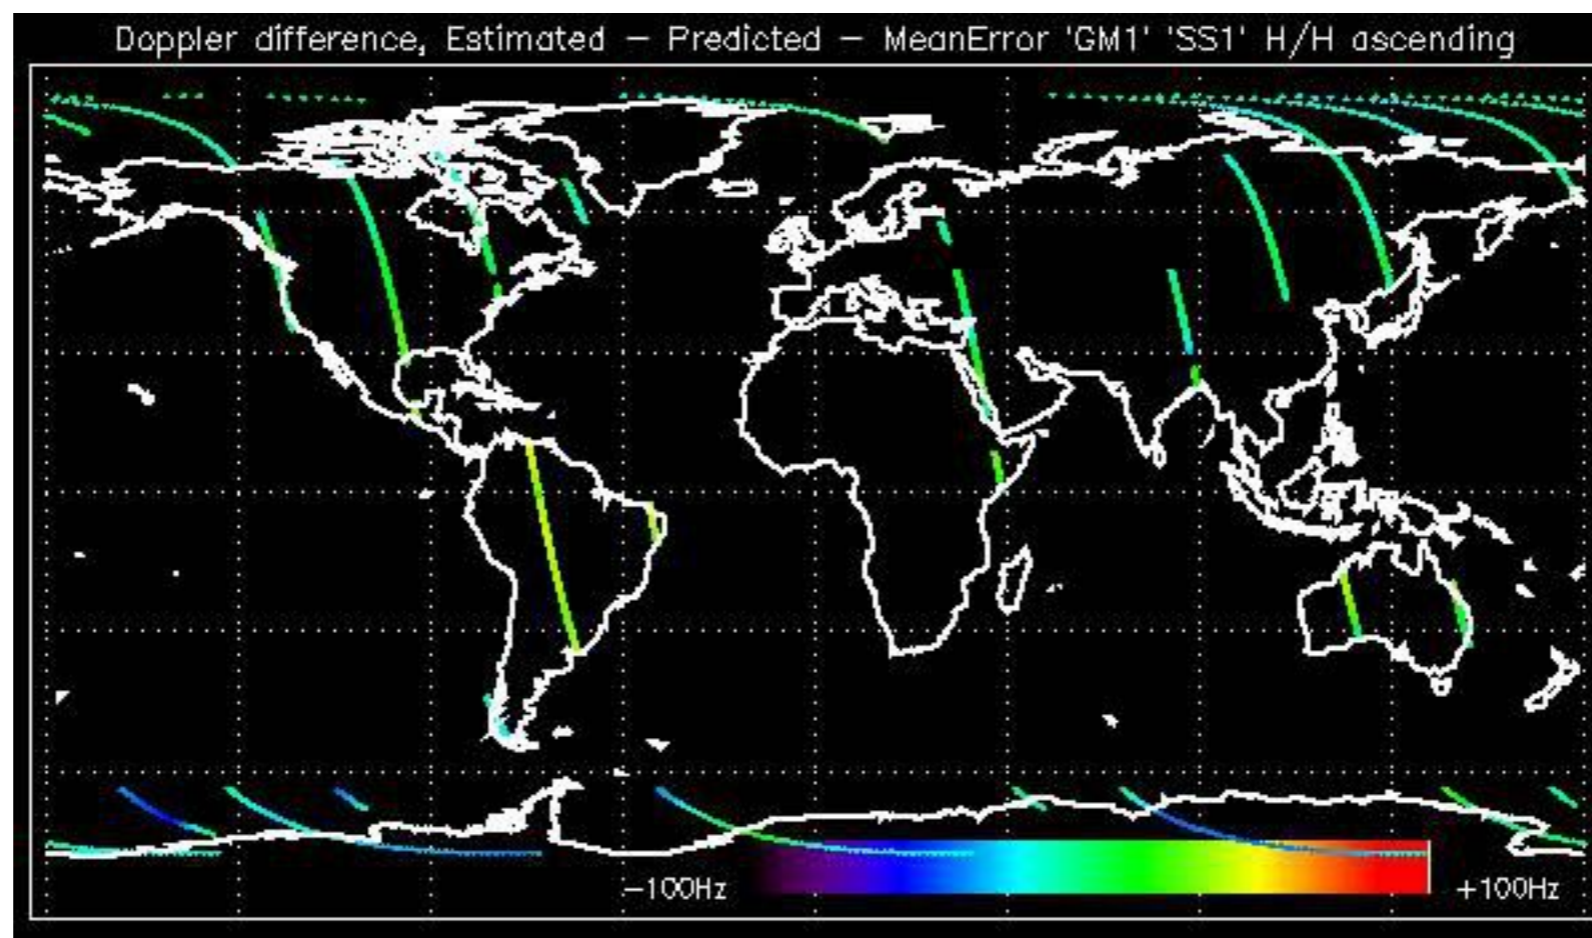 Doppler difference, Estimated – Predicted – MeanError 'GM1' 'SS1' H/H ascending
-100Hz +100Hz